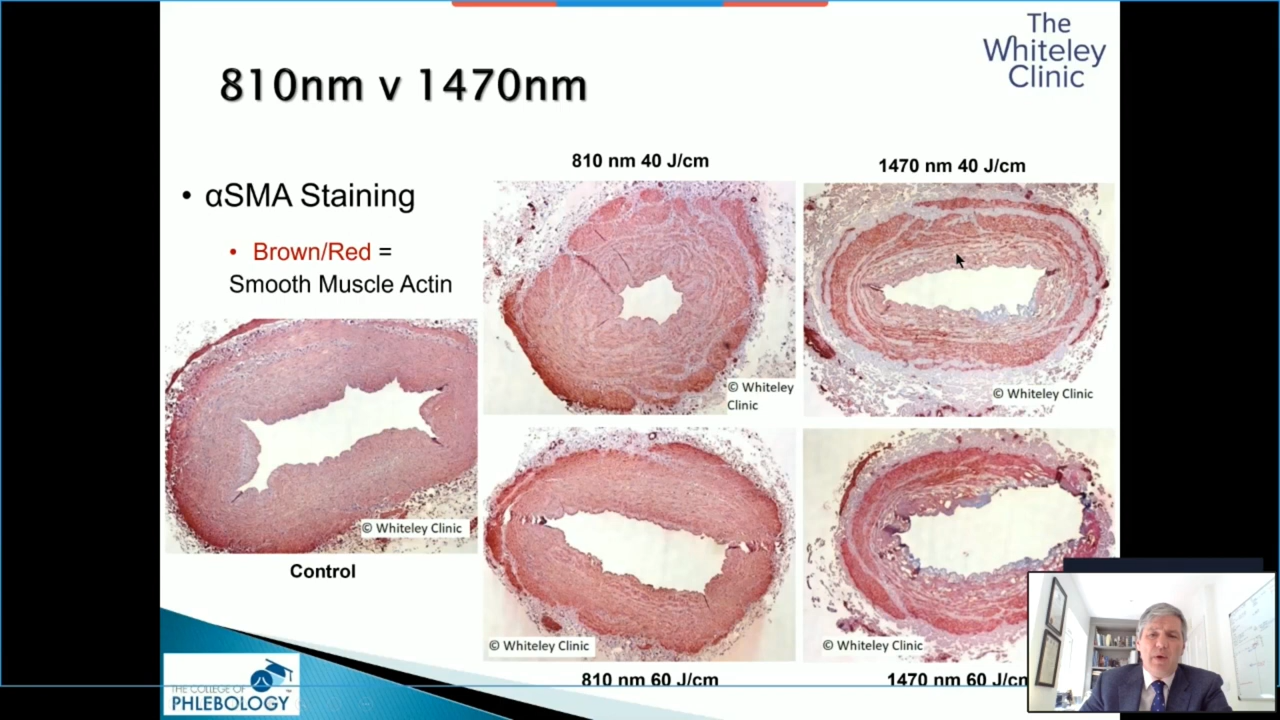 The
Whiteley
Clinic
810nm v 1470nm
• αSMA Staining
• Brown/Red =
Smooth Muscle Actin
810 nm 40 J/cm
1470 nm 40 J/cm
© Whiteley
Clinic
© Whiteley Clinic
© Whiteley Clinic
Control
© Whiteley Clinic
© Whiteley Clinic
810 nm 60 J/cm
1470 nm 60 J/cm
THE COLLEGE OF
PHLEBOLOGY